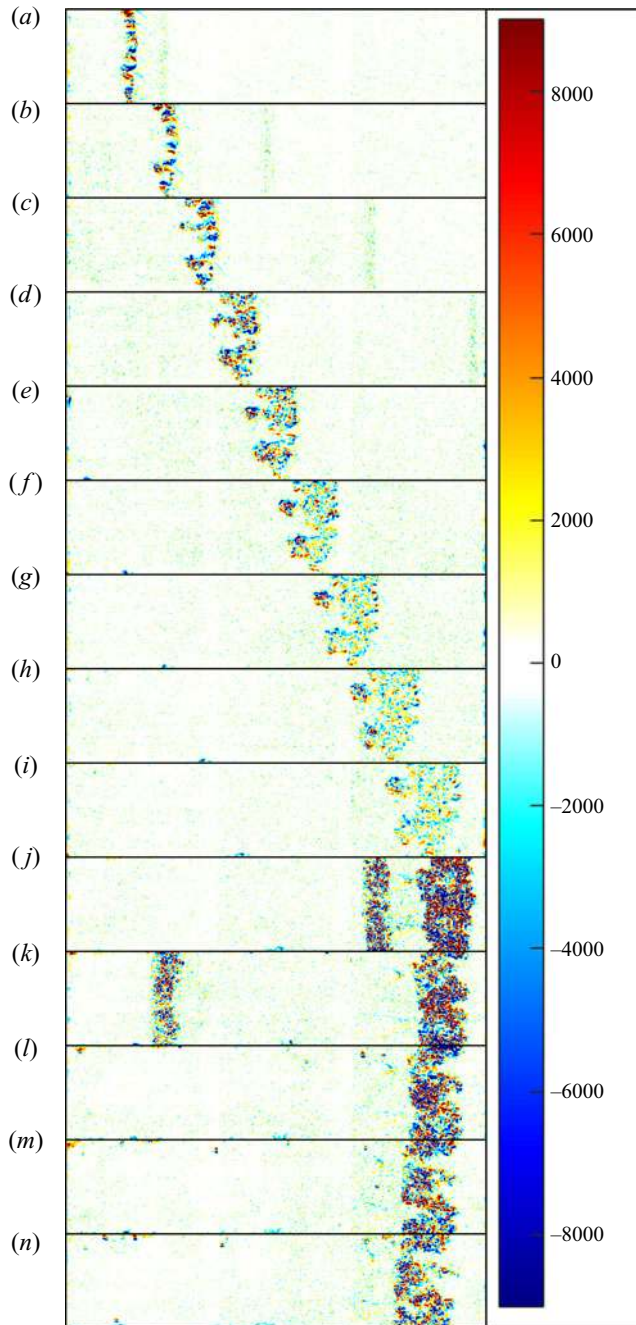 (a)
(b)
(c)
(d)
(e)
(f)
(g)
(h)
(i)
(j)
(k)
(l)
(m)
(n)
8000
6000
4000
2000
0
–2000
–4000
–6000
–8000